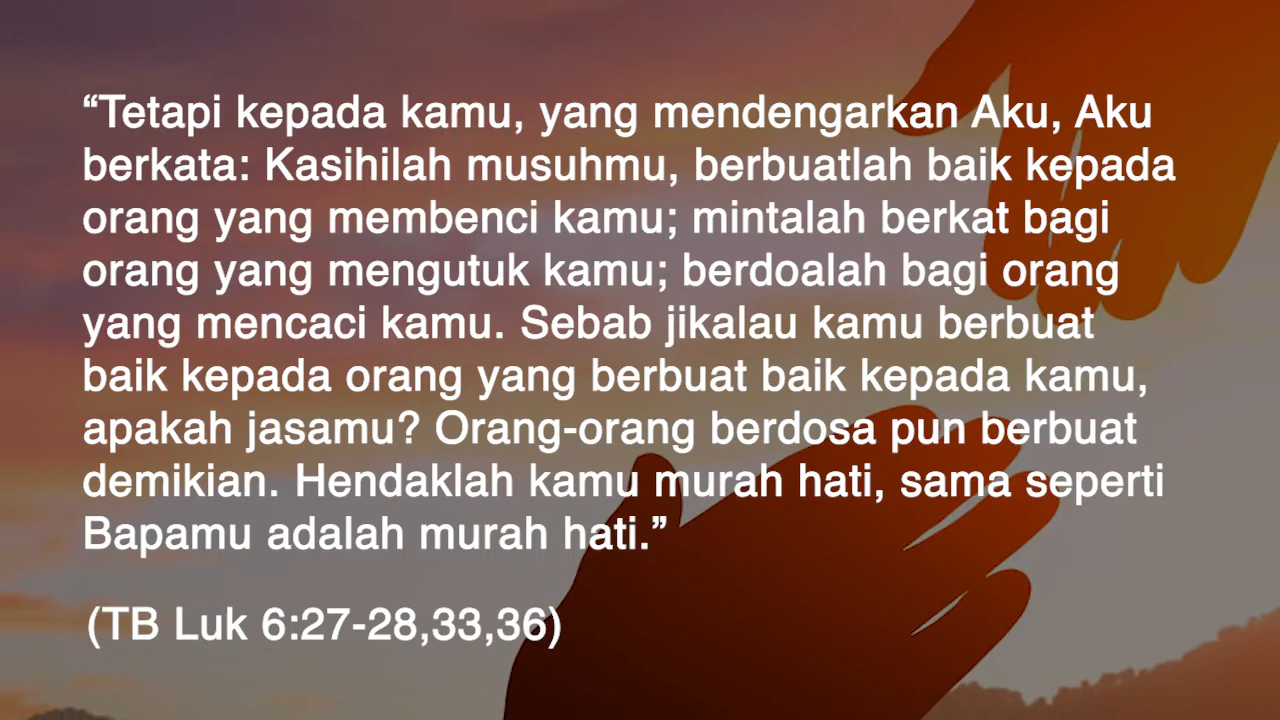 “Tetapi kepada kamu, yang mendengarkan Aku, Aku
berkata: Kasihilah musuhmu, berbuatlah baik kepada
orang yang membenci kamu; mintalah berkat bagi
orang yang mengutuk kamu; berdoalah bagi orang
yang mencaci kamu. Sebab jikalau kamu berbuat
baik kepada orang yang berbuat baik kepada kamu,
apakah jasamu? Orang-orang berdosa pun berbuat
demikian. Hendaklah kamu murah hati, sama seperti
Bapamu adalah murah hati.”
(TB Luk 6:27-28,33,36)